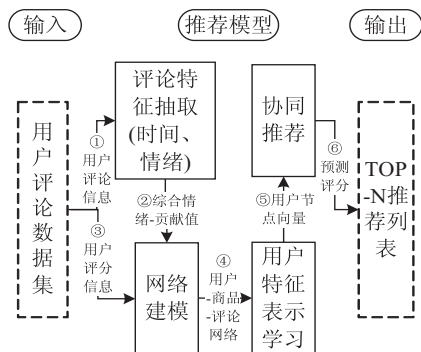 输入
推荐模型
输出
用
户
评
论
数
据
集
①
用户
评论
信息
③
用户
评分
信息
评论特
征抽取
(时间、
情绪)
②综合情
绪-贡献值
网络
建模
④
用户
-商品
-评论
网络
用户
特征
表示
学习
⑤用户节
点向量
协同
推荐
⑥
预测
评分
TOP
-N推
荐列
表